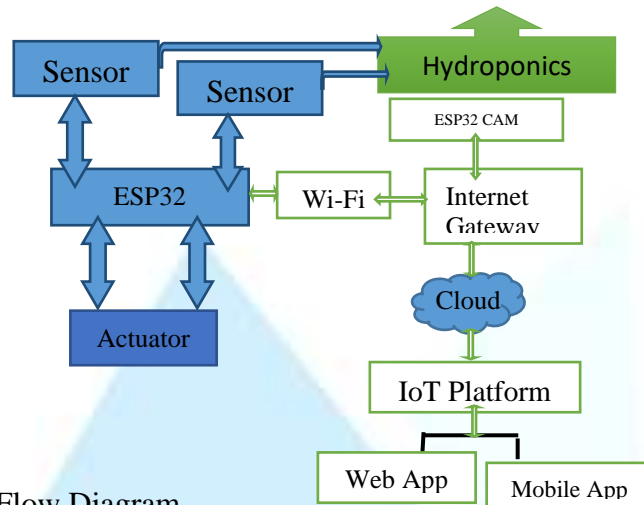 Sensor
Sensor
Hydroponics
ESP32 CAM
ESP32
Wi-Fi
Internet
Gateway
Cloud
Actuator
IoT Platform
Web App
Mobile App
Flow Diagram